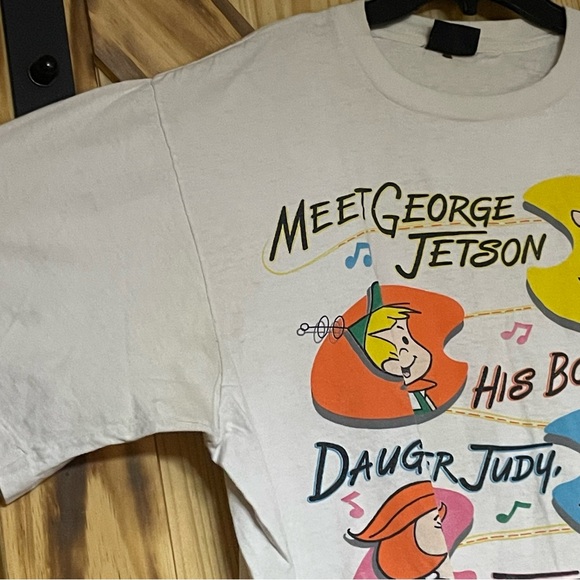 MEET GEORGE
JETSON
HIS BO
DAUG'R JUDY,